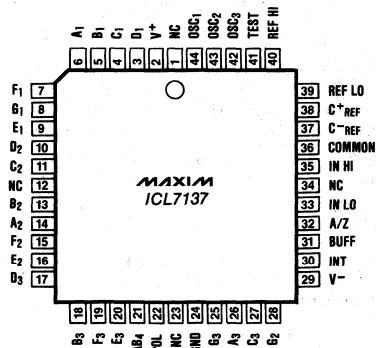 A1 B1 C1 D1 V+ NC OSC1 OSC2 OSC3 TEST REF HI
6 5 4 3 2 1 44 43 42 41 40
F1 7
G1 8
E1 9
D2 10
C2 11
NC 12
B2 13
A2 14
F2 15
E2 16
D3 17
MAXIM
ICL7137
39 REF LO
38 C+REF
37 C-REF
36 COMMON
35 IN HI
34 NC
33 IN LO
32 A/Z
31 BUFF
30 INT
29 V-
18 19 20 21 22 23 24 25 26 27 28
B3 F3 E3 AB4 POL NC GND G3 A3 C3 G2